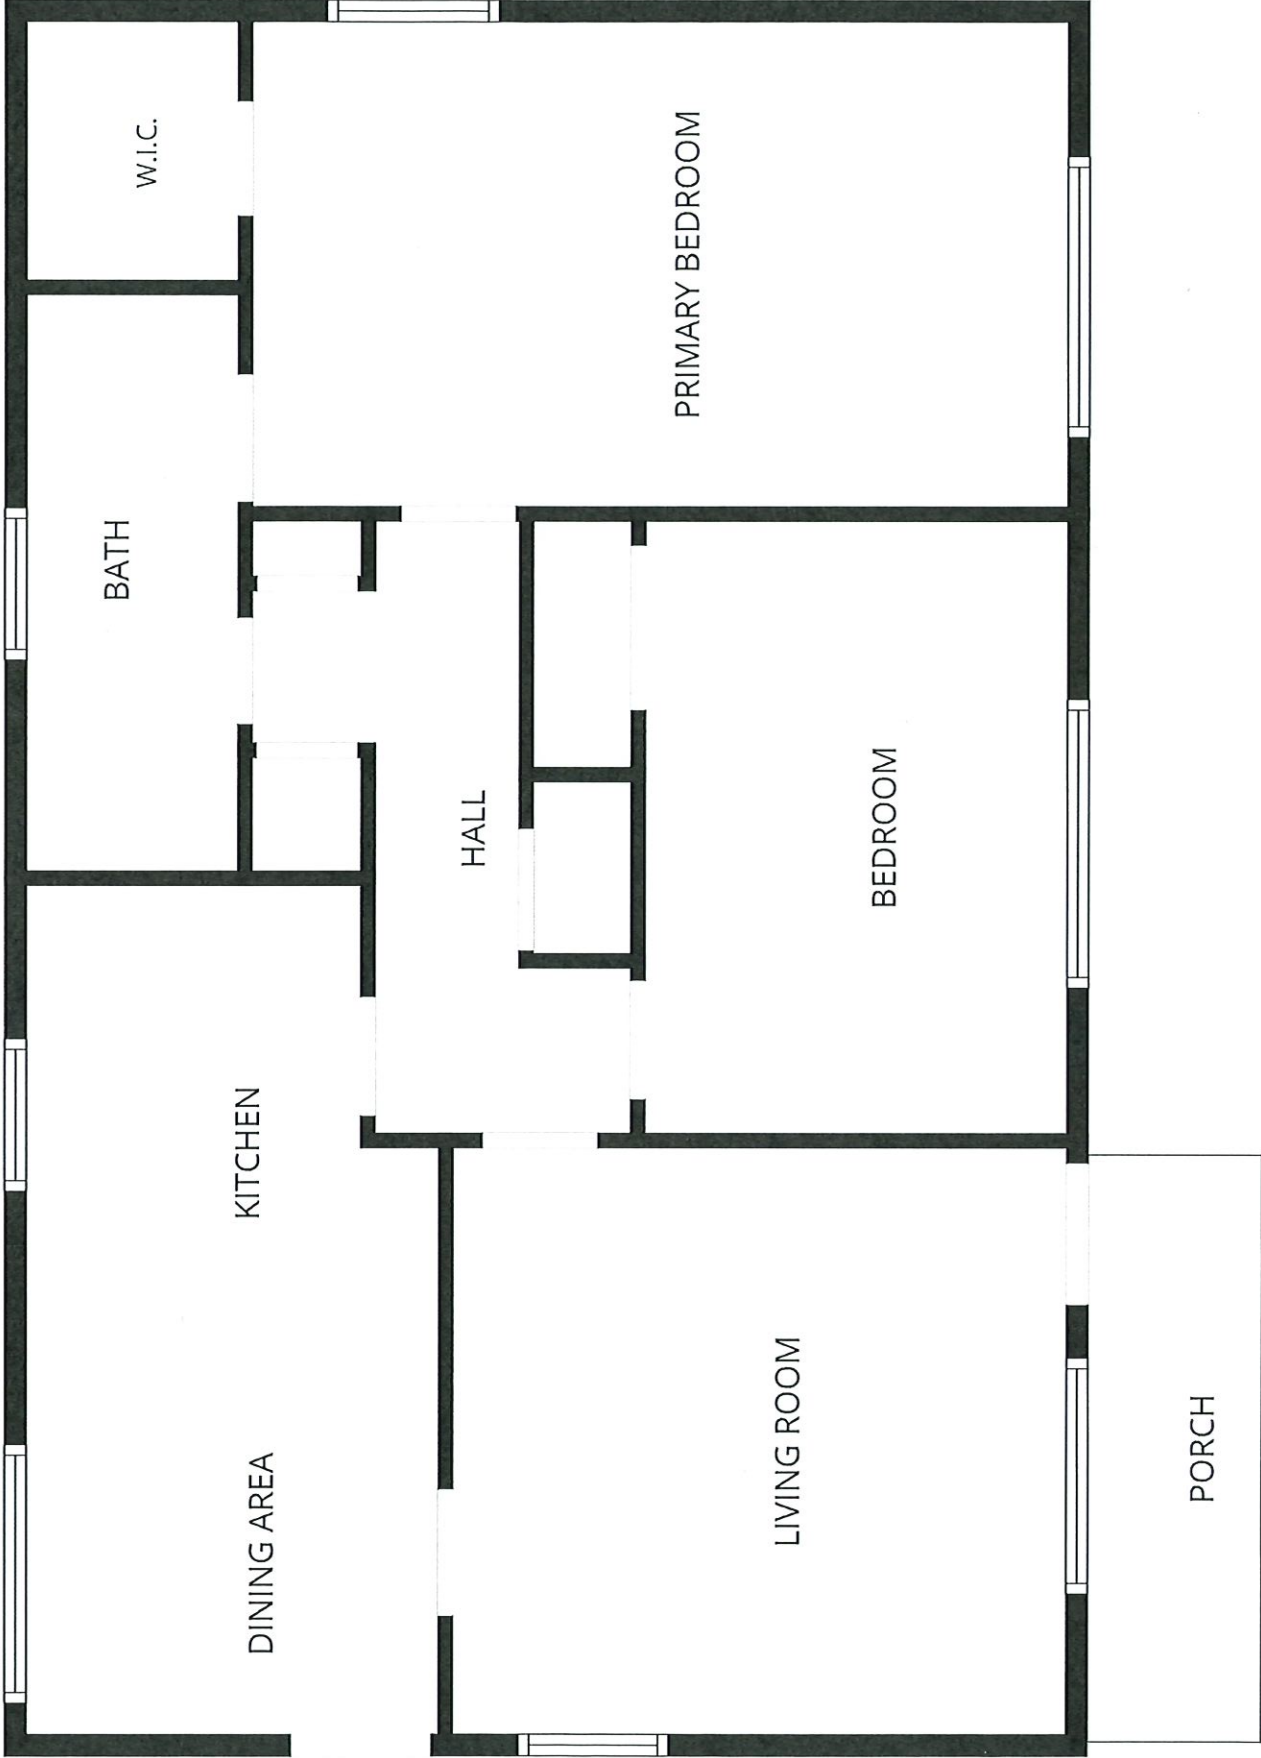 DINING AREA
KITCHEN
BATH
W.I.C.
HALL
LIVING ROOM
BEDROOM
PRIMARY BEDROOM
PORCH